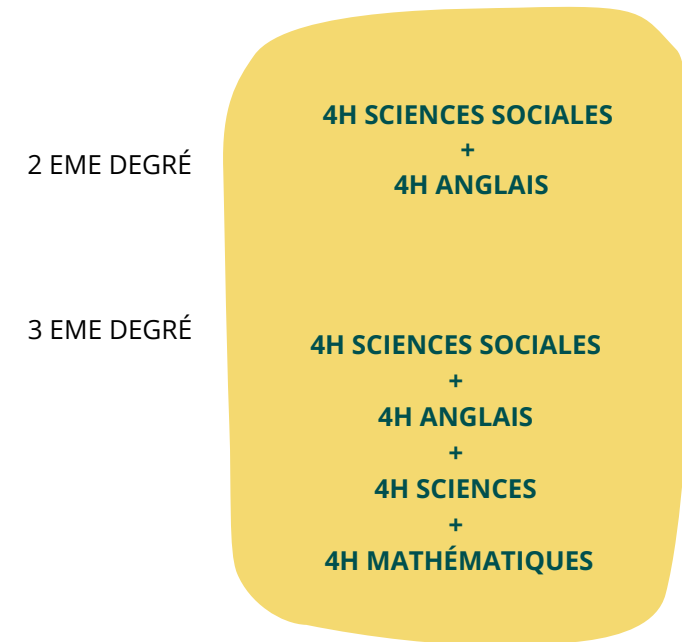 2 EME DEGRÉ
4H SCIENCES SOCIALES
+
4H ANGLAIS
3 EME DEGRÉ
4H SCIENCES SOCIALES
+
4H ANGLAIS
+
4H SCIENCES
+
4H MATHÉMATIQUES